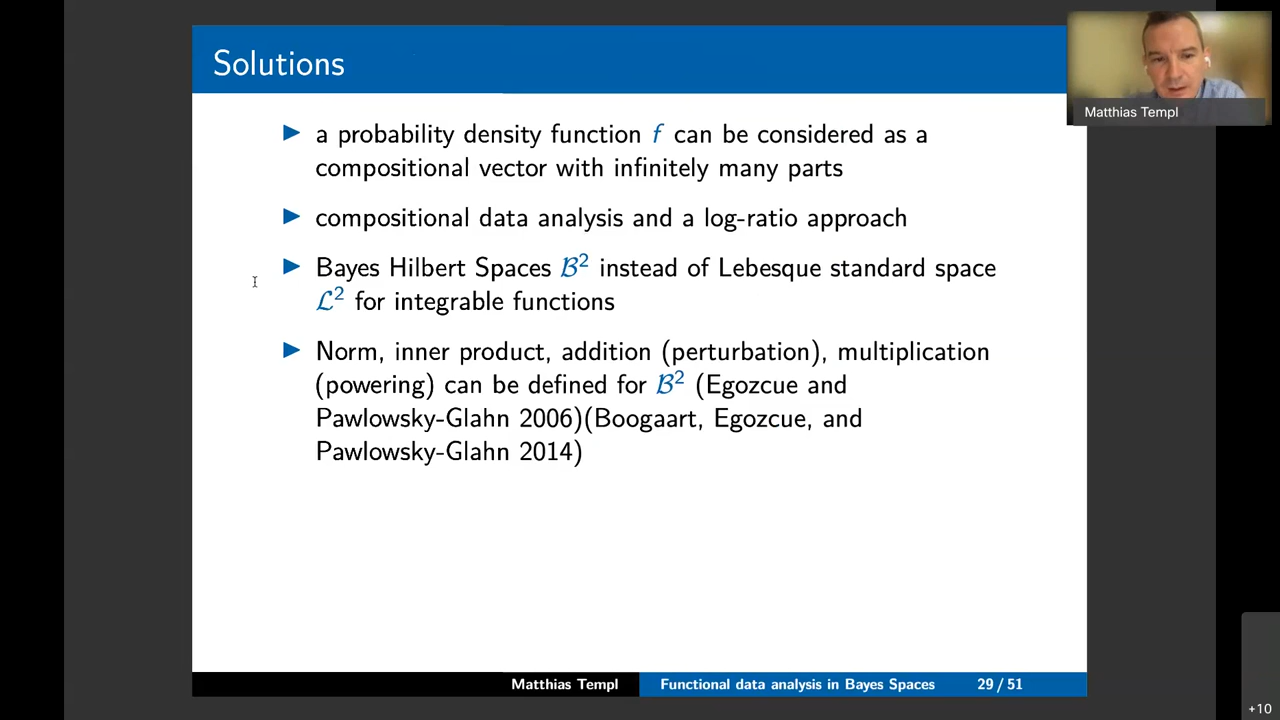 Solutions
Matthias Templ
▶ a probability density function f can be considered as a
compositional vector with infinitely many parts
▶ compositional data analysis and a log-ratio approach
▶ Bayes Hilbert Spaces 𝓑² instead of Lebesque standard space
𝓛² for integrable functions
▶ Norm, inner product, addition (perturbation), multiplication
(powering) can be defined for 𝓑² (Egozcue and
Pawlowsky-Glahn 2006)(Boogaart, Egozcue, and
Pawlowsky-Glahn 2014)
Matthias Templ Functional data analysis in Bayes Spaces 29 / 51
+10